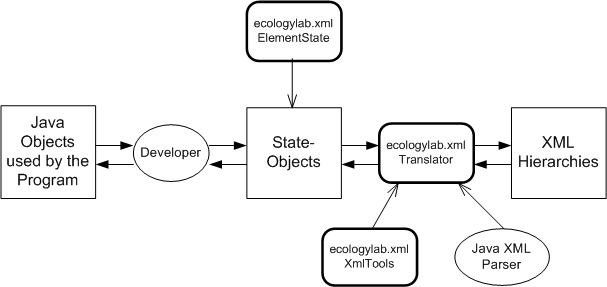 ecologylab.xml
ElementState
Java
Objects
used by the
Program
Developer
State-
Objects
ecologylab.xml
Translator
XML
Hierarchies
ecologylab.xml
XmlTools
Java XML
Parser